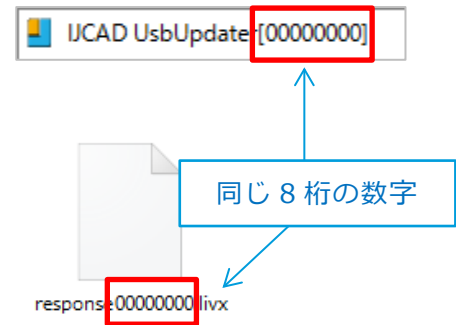 IJCAD UsbUpdater[00000000]
同じ 8 桁の数字
response00000000.livx